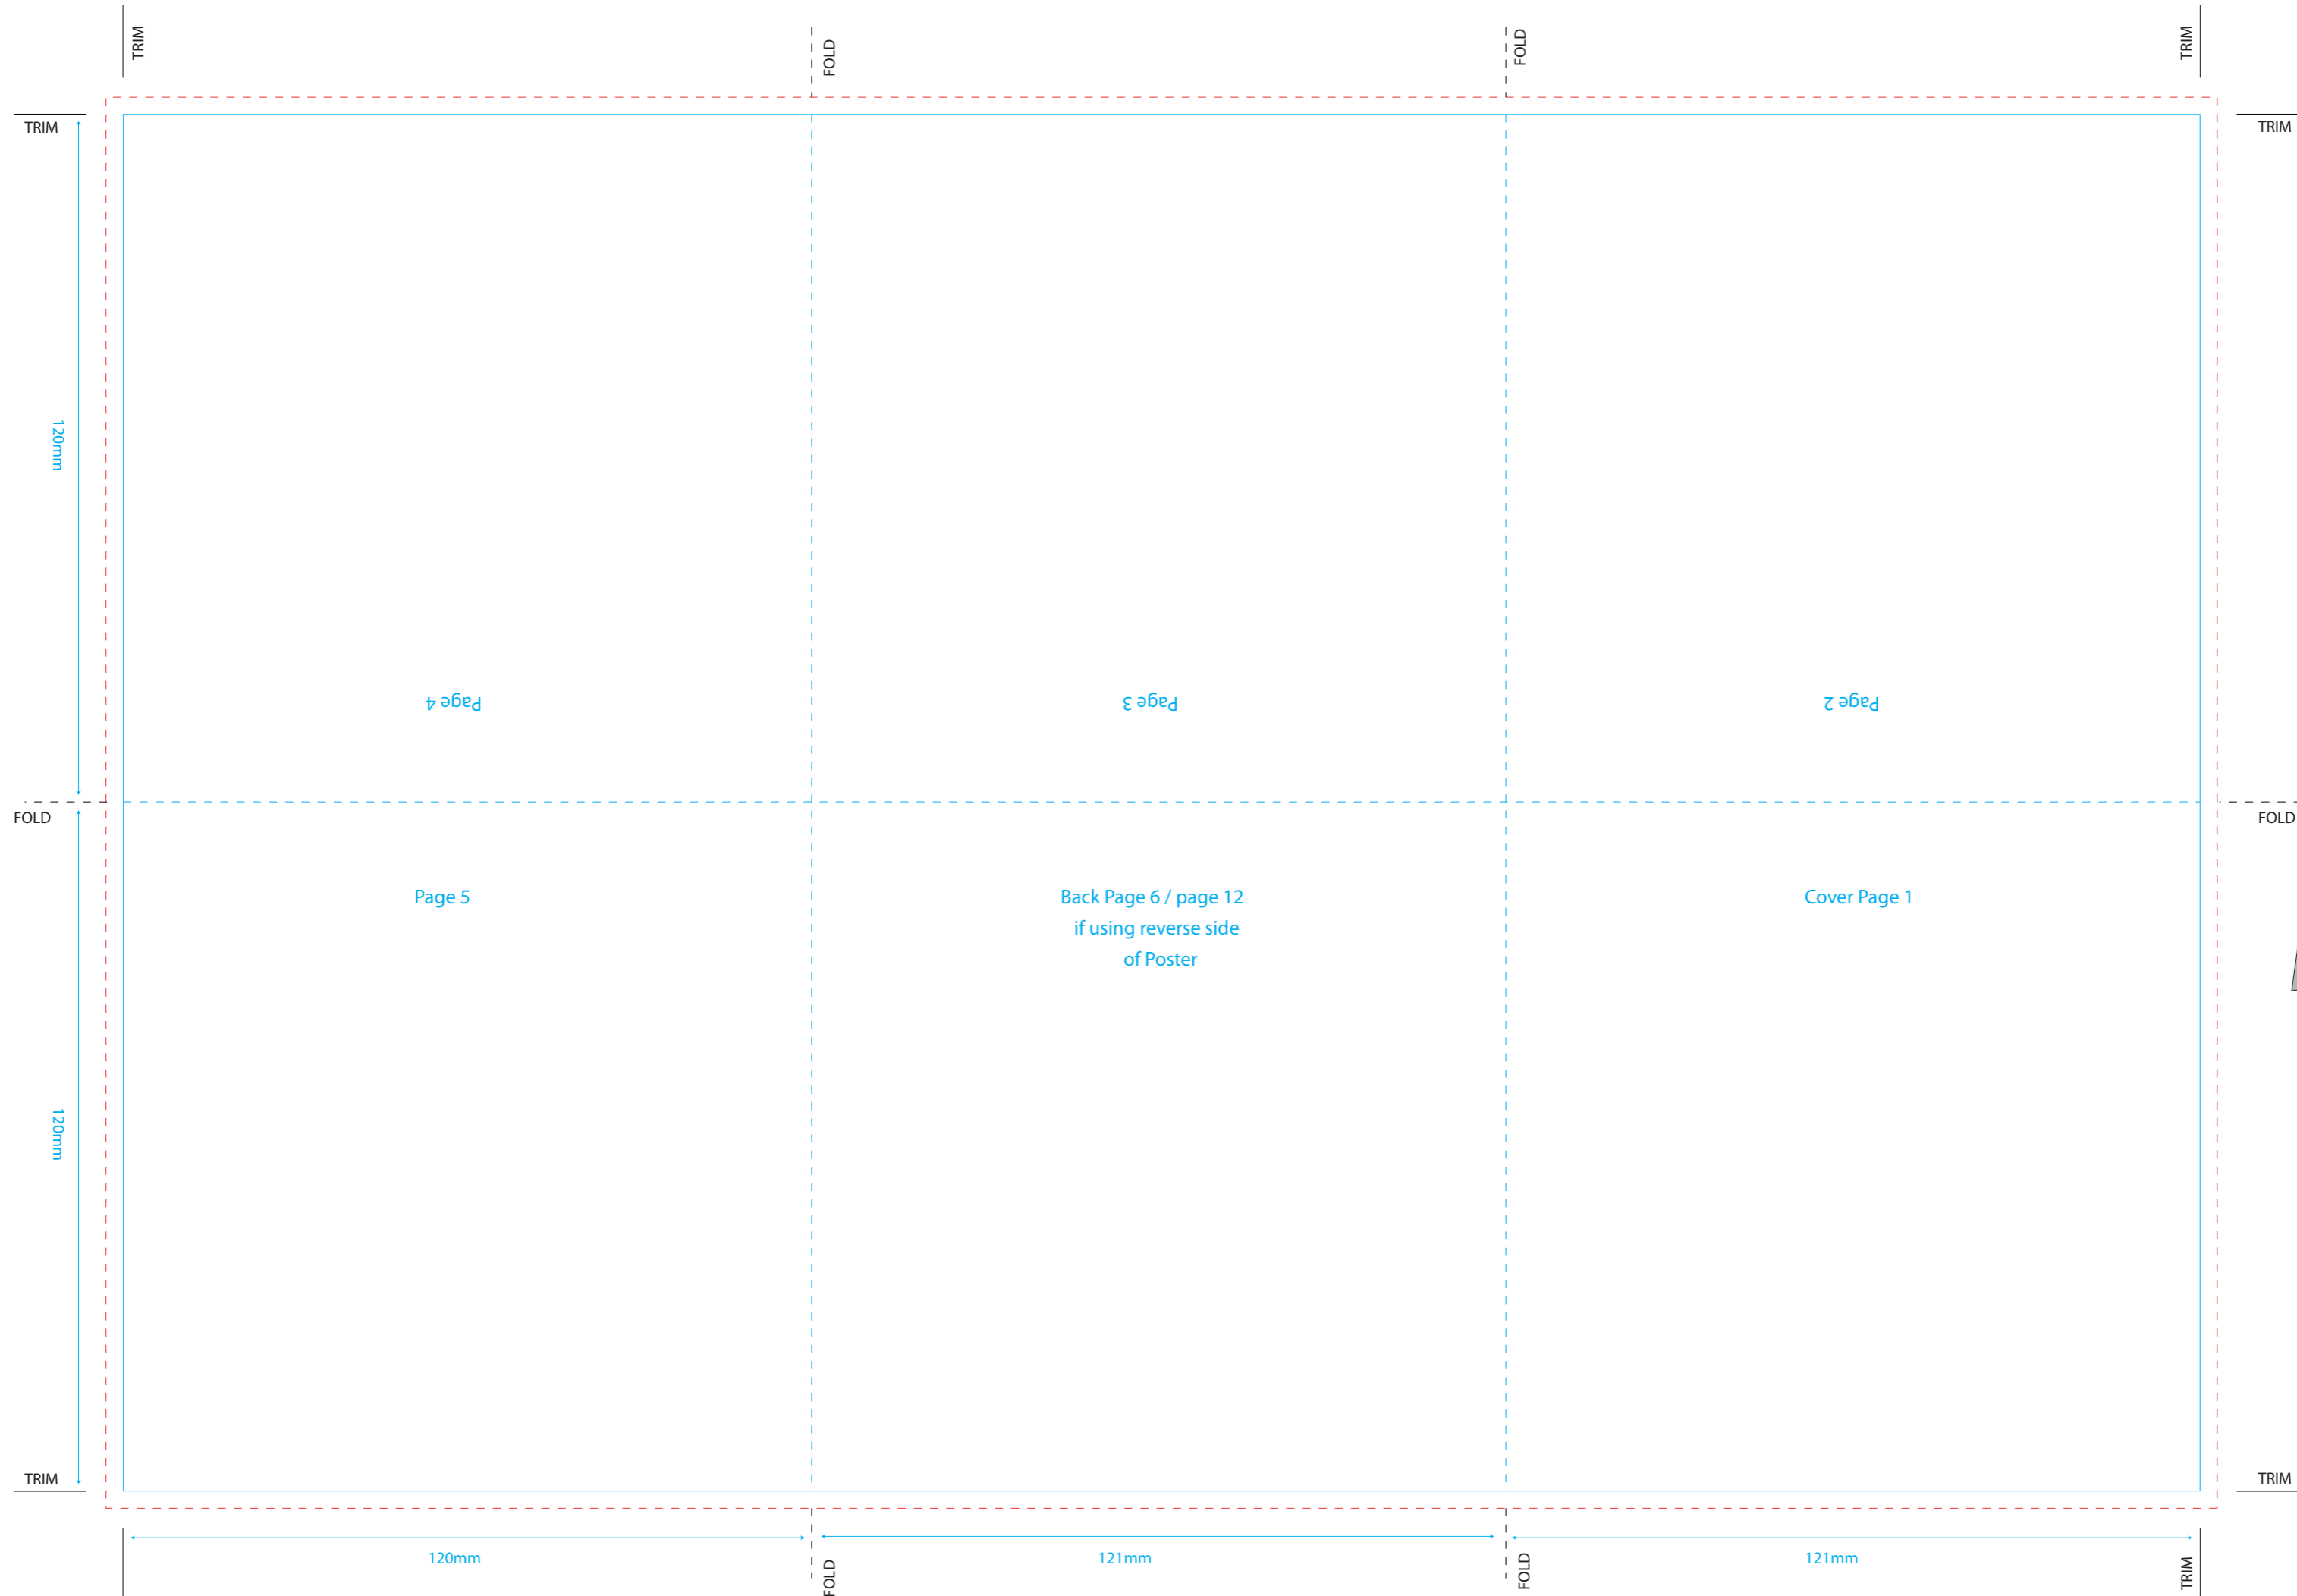 TRIM
FOLD
FOLD
TRIM
TRIM
TRIM
120mm
Page 4
Page 3
Page 2
FOLD
FOLD
Page 5
Back Page 6 / page 12
if using reverse side
of Poster
Cover Page 1
120mm
TRIM
TRIM
120mm
121mm
121mm
FOLD
FOLD
TRIM